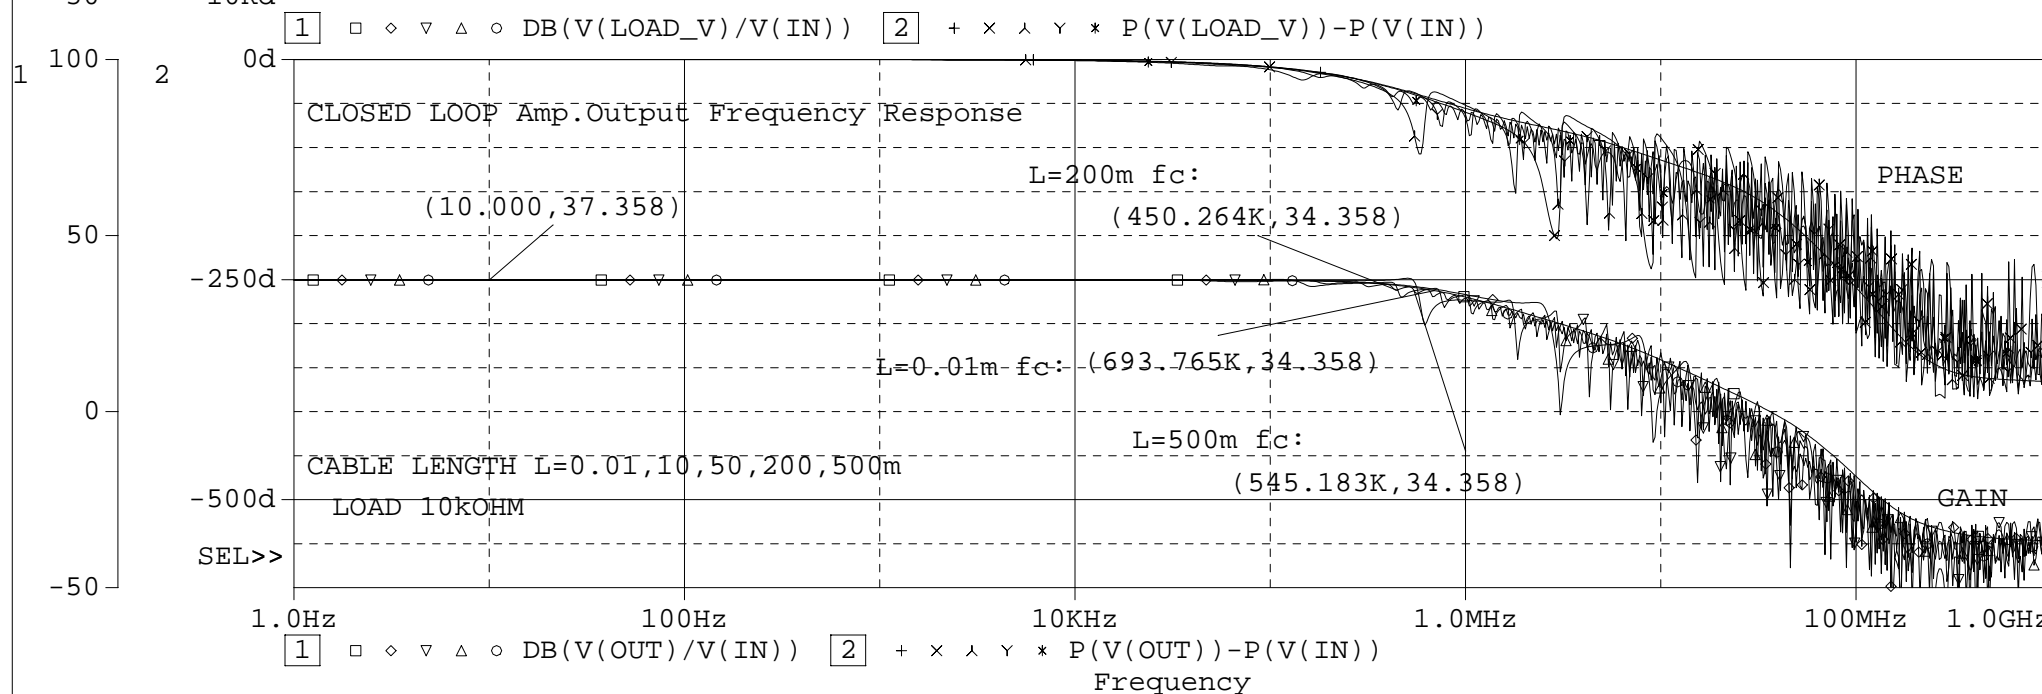 1 DB(V(LOAD_V)/V(IN)) 2 P(V(LOAD_V))-P(V(IN))
1 100 2 0d
CLOSED LOOP Amp.Output Frequency Response
L=200m fc:
PHASE
(10.000,37.358)
(450.264K,34.358)
50
-250d
L=0.01m fc: (693.765K,34.358)
0
L=500m fc:
CABLE LENGTH L=0.01,10,50,200,500m
(545.183K,34.358)
-500d
LOAD 10kOHM
GAIN
SEL>>
-50
1.0Hz 100Hz 10KHz 1.0MHz 100MHz 1.0GHz
1 DB(V(OUT)/V(IN)) 2 P(V(OUT))-P(V(IN))
Frequency